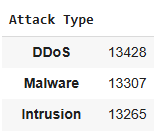 Attack Type
DDoS 13428
Malware 13307
Intrusion 13265